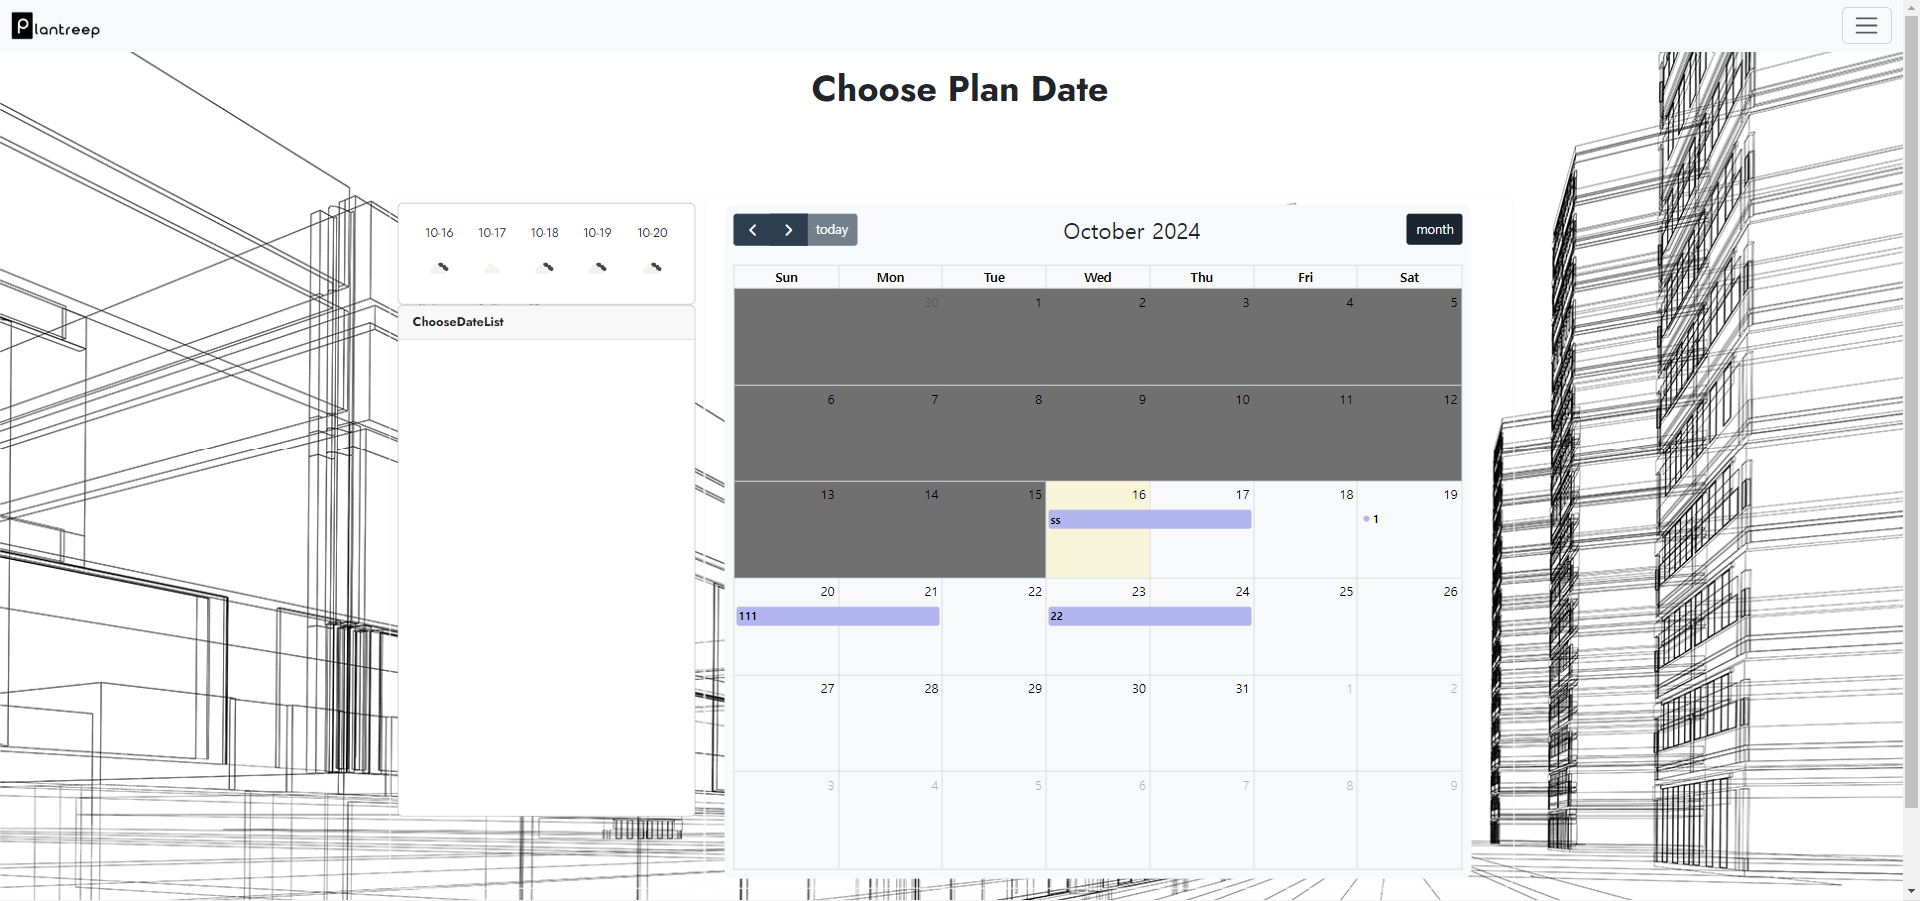 Plantreep
Choose Plan Date
10-16 10-17 10-18 10-19 10-20
ChooseDateList
today
October 2024
month
Sun Mon Tue Wed Thu Fri Sat
30 1 2 3 4 5
6 7 8 9 10 11 12
13 14 15 16 17 18 19
ss 1
20 21 22 23 24 25 26
111 22
27 28 29 30 31 1 2
3 4 5 6 7 8 9